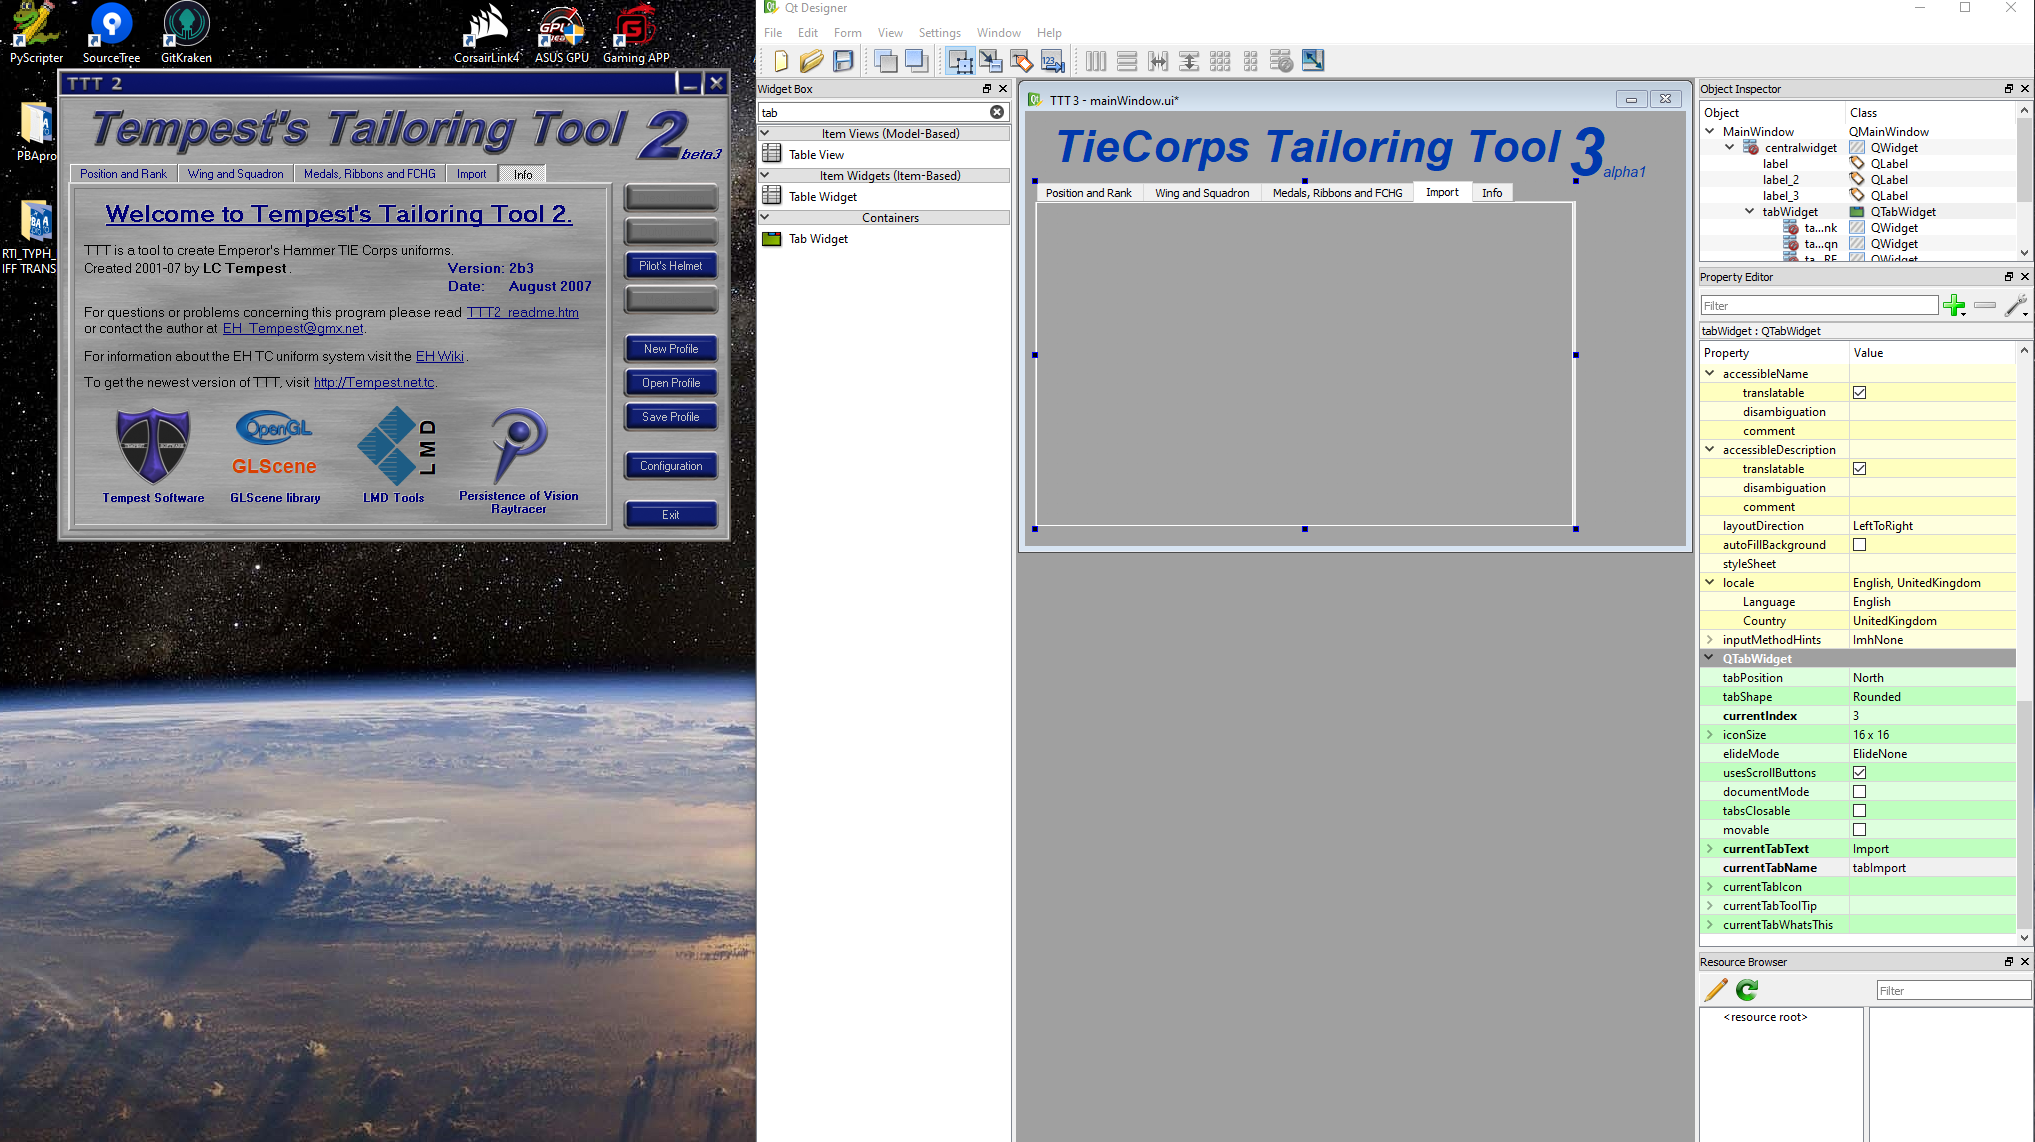 PyScripter
SourceTree
GitKraken
CorsairLink4
ASUS GPU
Gaming APP
PBApro
RTI_TYPH_
IFF TRANS
TTT 2
Tempest's Tailoring Tool 2
beta3
Position and Rank
Wing and Squadron
Medals, Ribbons and FCHG
Import
Info
Welcome to Tempest's Tailoring Tool 2.
TTT is a tool to create Emperor's Hammer TIE Corps uniforms.
Created 2001-07 by LC Tempest.
Version: 2b3
Date: August 2007
For questions or problems concerning this program please read TTT2_readme.htm
or contact the author at EH_Tempest@gmx.net.
For information about the EH TC uniform system visit the EH Wiki.
To get the newest version of TTT, visit http://Tempest.net.tc.
TEMPEST SOFTWARE
OpenGL
GLScene
LMD
Tempest Software
GLScene library
LMD Tools
Persistence of Vision
Raytracer
Pilot's Helmet
New Profile
Open Profile
Save Profile
Configuration
Exit
Qt Designer
File Edit Form View Settings Window Help
Widget Box
tab
Item Views (Model-Based)
Table View
Item Widgets (Item-Based)
Table Widget
Containers
Tab Widget
TTT 3 - mainWindow.ui*
TieCorps Tailoring Tool 3
alpha1
Position and Rank
Wing and Squadron
Medals, Ribbons and FCHG
Import
Info
Object Inspector
Object Class
MainWindow QMainWindow
centralwidget QWidget
label QLabel
label_2 QLabel
label_3 QLabel
tabWidget QTabWidget
ta...nk QWidget
ta...qn QWidget
ta...RF QWidget
Property Editor
Filter
tabWidget : QTabWidget
Property Value
accessibleName
translatable
disambiguation
comment
accessibleDescription
translatable
disambiguation
comment
layoutDirection LeftToRight
autoFillBackground
styleSheet
locale English, UnitedKingdom
Language English
Country UnitedKingdom
inputMethodHints ImhNone
QTabWidget
tabPosition North
tabShape Rounded
currentIndex 3
iconSize 16 x 16
elideMode ElideNone
usesScrollButtons
documentMode
tabsClosable
movable
currentTabText Import
currentTabName tabImport
currentTabIcon
currentTabToolTip
currentTabWhatsThis
Resource Browser
Filter
<resource root>